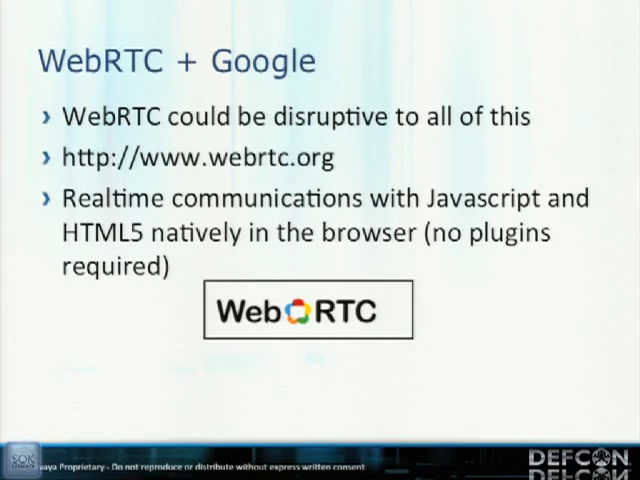 WebRTC + Google
› WebRTC could be disruptive to all of this
› http://www.webrtc.org
› Realtime communications with Javascript and
HTML5 natively in the browser (no plugins
required)
Web RTC
Proprietary - Do not reproduce or distribute without express written consent
DEFCON